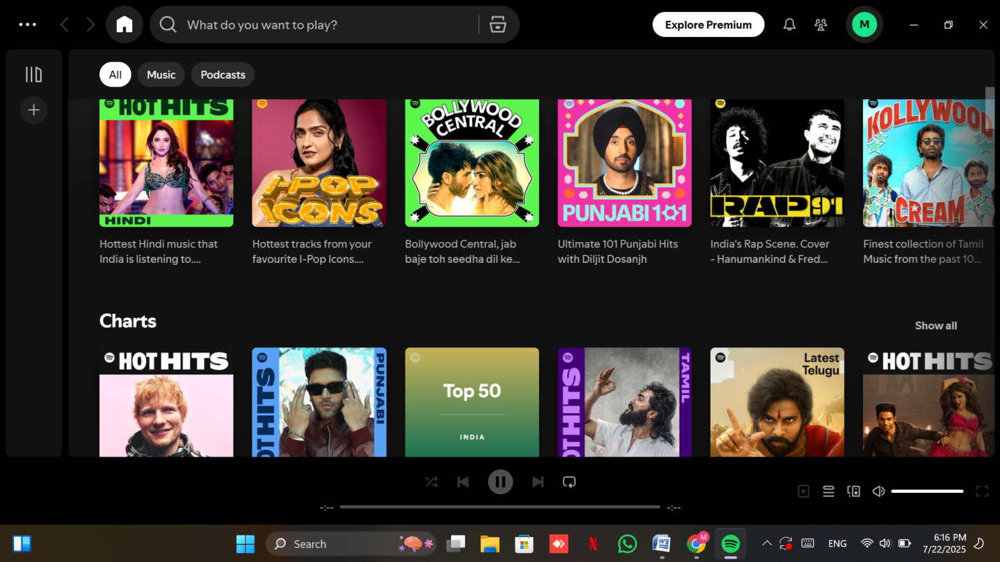 What do you want to play?
Explore Premium
M
All
Music
Podcasts
HOT HITS
HINDI
I-POP
ICONS
BOLLYWOOD
CENTRAL
PUNJABI 101
RAP 91
KOLLYWOOD
CREAM
Hottest Hindi music that
India is listening to....
Hottest tracks from your
favourite I-Pop Icons....
Bollywood Central, jab
baje toh seedha dil ke...
Ultimate 101 Punjabi Hits
with Diljit Dosanjh
India's Rap Scene. Cover
- Hanumankind & Fred...
Finest collection of Tamil
Music from the past 10...
Charts
Show all
HOT HITS
HOT HITS
PUNJABI
Top 50
INDIA
HOT HITS
TAMIL
Latest
Telugu
HOT HITS
-:--
-:--
Search
N
W
M
ENG
6:16 PM
7/22/2025